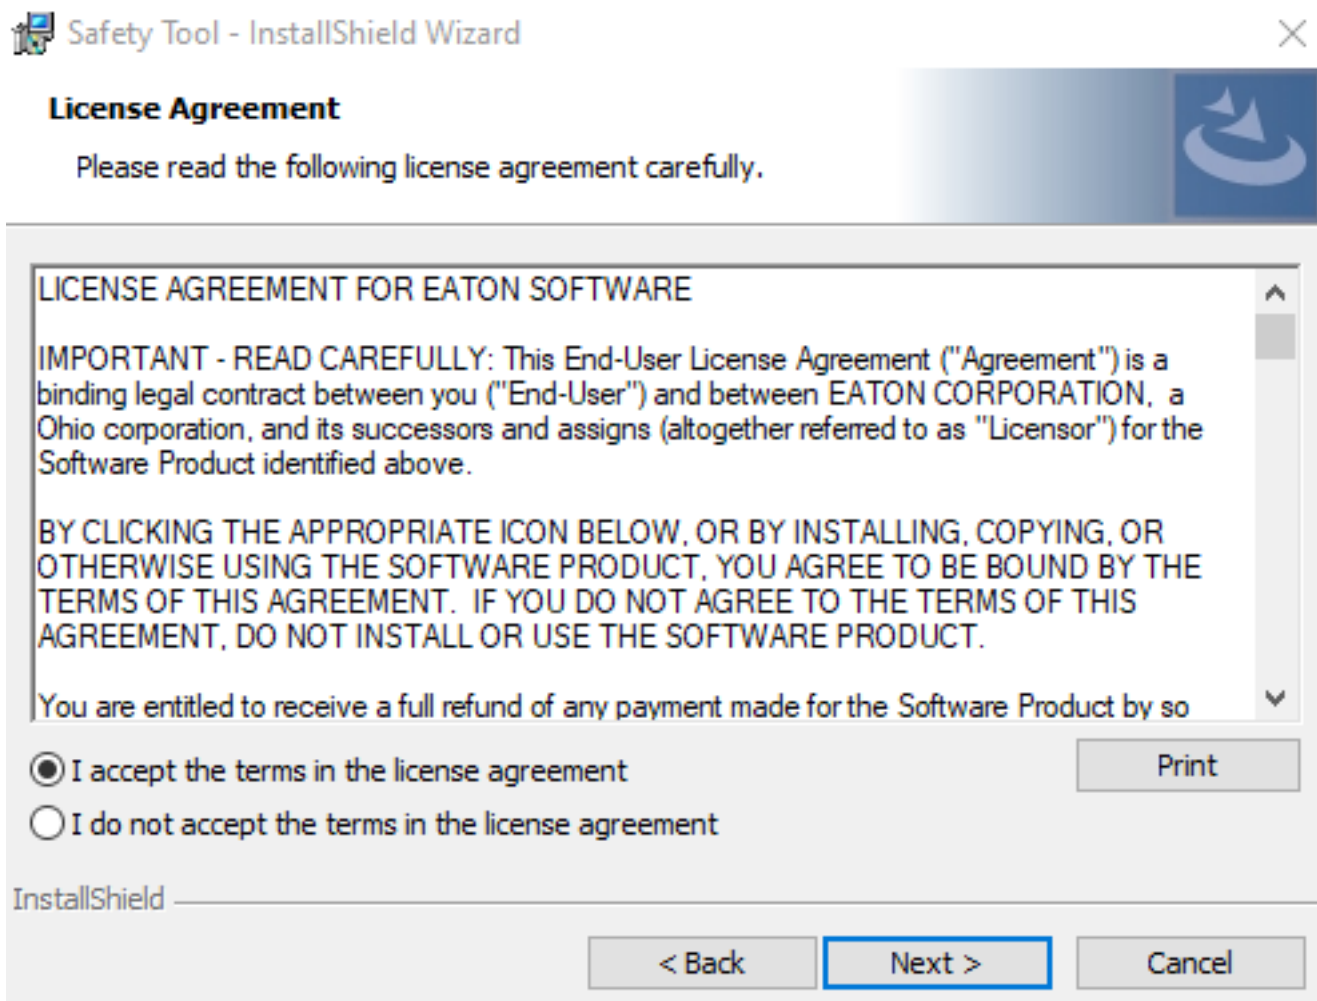 Safety Tool - InstallShield Wizard
License Agreement
Please read the following license agreement carefully.
LICENSE AGREEMENT FOR EATON SOFTWARE
IMPORTANT - READ CAREFULLY: This End-User License Agreement ("Agreement") is a
binding legal contract between you ("End-User") and between EATON CORPORATION,  a
Ohio corporation, and its successors and assigns (altogether referred to as "Licensor") for the
Software Product identified above.
BY CLICKING THE APPROPRIATE ICON BELOW, OR BY INSTALLING, COPYING, OR
OTHERWISE USING THE SOFTWARE PRODUCT, YOU AGREE TO BE BOUND BY THE
TERMS OF THIS AGREEMENT.  IF YOU DO NOT AGREE TO THE TERMS OF THIS
AGREEMENT, DO NOT INSTALL OR USE THE SOFTWARE PRODUCT.
You are entitled to receive a full refund of any payment made for the Software Product by so
I accept the terms in the license agreement
Print
I do not accept the terms in the license agreement
InstallShield
< Back
Next >
Cancel